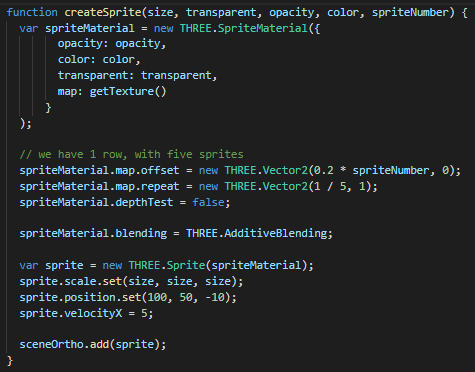 function createSprite(size, transparent, opacity, color, spriteNumber) {
  var spriteMaterial = new THREE.SpriteMaterial({
        opacity: opacity,
        color: color,
        transparent: transparent,
        map: getTexture()
      }
  );

  // we have 1 row, with five sprites
  spriteMaterial.map.offset = new THREE.Vector2(0.2 * spriteNumber, 0);
  spriteMaterial.map.repeat = new THREE.Vector2(1 / 5, 1);
  spriteMaterial.depthTest = false;

  spriteMaterial.blending = THREE.AdditiveBlending;

  var sprite = new THREE.Sprite(spriteMaterial);
  sprite.scale.set(size, size, size);
  sprite.position.set(100, 50, -10);
  sprite.velocityX = 5;

  sceneOrtho.add(sprite);
}